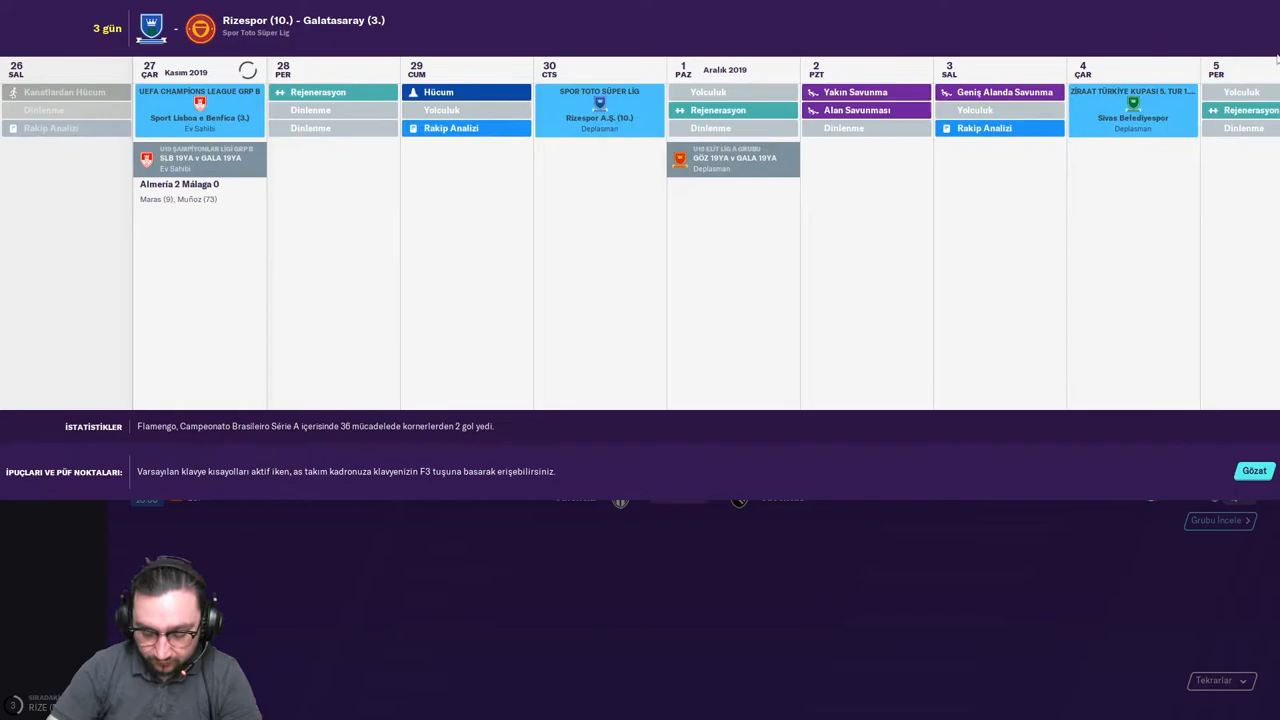 3 gün
-
Rizespor (10.) - Galatasaray (3.)
Spor Toto Süper Lig
26
SAL
Kanatlardan Hücum
Dinlenme
Rakip Analizi
27
ÇAR
Kasım 2019
UEFA CHAMPİONS LEAGUE GRP B
Sport Lisboa e Benfica (3.)
Ev Sahibi
U19 ŞAMPİYONLAR LİGİ GRP B
SLB 19YA v GALA 19YA
Ev Sahibi
Almería 2 Málaga 0
Maras (9), Muñoz (73)
28
PER
Rejenerasyon
Dinlenme
Dinlenme
29
CUM
Hücum
Yolculuk
Rakip Analizi
30
CTS
SPOR TOTO SÜPER LİG
Rizespor A.Ş. (10.)
Deplasman
1
PAZ
Aralık 2019
Yolculuk
Rejenerasyon
Dinlenme
U19 ELİT LİG A GRUBU
GÖZ 19YA v GALA 19YA
Deplasman
2
PZT
Yakın Savunma
Alan Savunması
Dinlenme
3
SAL
Geniş Alanda Savunma
Yolculuk
Rakip Analizi
4
ÇAR
ZİRAAT TÜRKİYE KUPASI 5. TUR 1....
Sivas Belediyespor
Deplasman
5
PER
Yolculuk
Rejenerasyon
Dinlenme
İSTATİSTİKLER
Flamengo, Campeonato Brasileiro Série A içerisinde 36 mücadelede kornerlerden 2 gol yedi.
İPUÇLARI VE PÜF NOKTALARI:
Varsayılan klavye kısayolları aktif iken, as takım kadronuza klavyenizin F3 tuşuna basarak erişebilirsiniz.
Gözat
Grubu İncele
Tekrarlar
3
SIRADAKİ
RİZE